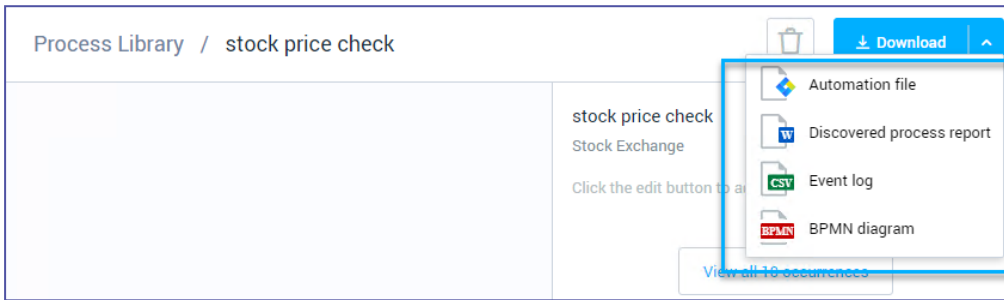 Process Library / stock price check
Download
Automation file
stock price check
W Discovered process report
Stock Exchange
CSV Event log
Click the edit button to a
BPMN BPMN diagram
View all 18 occurrences